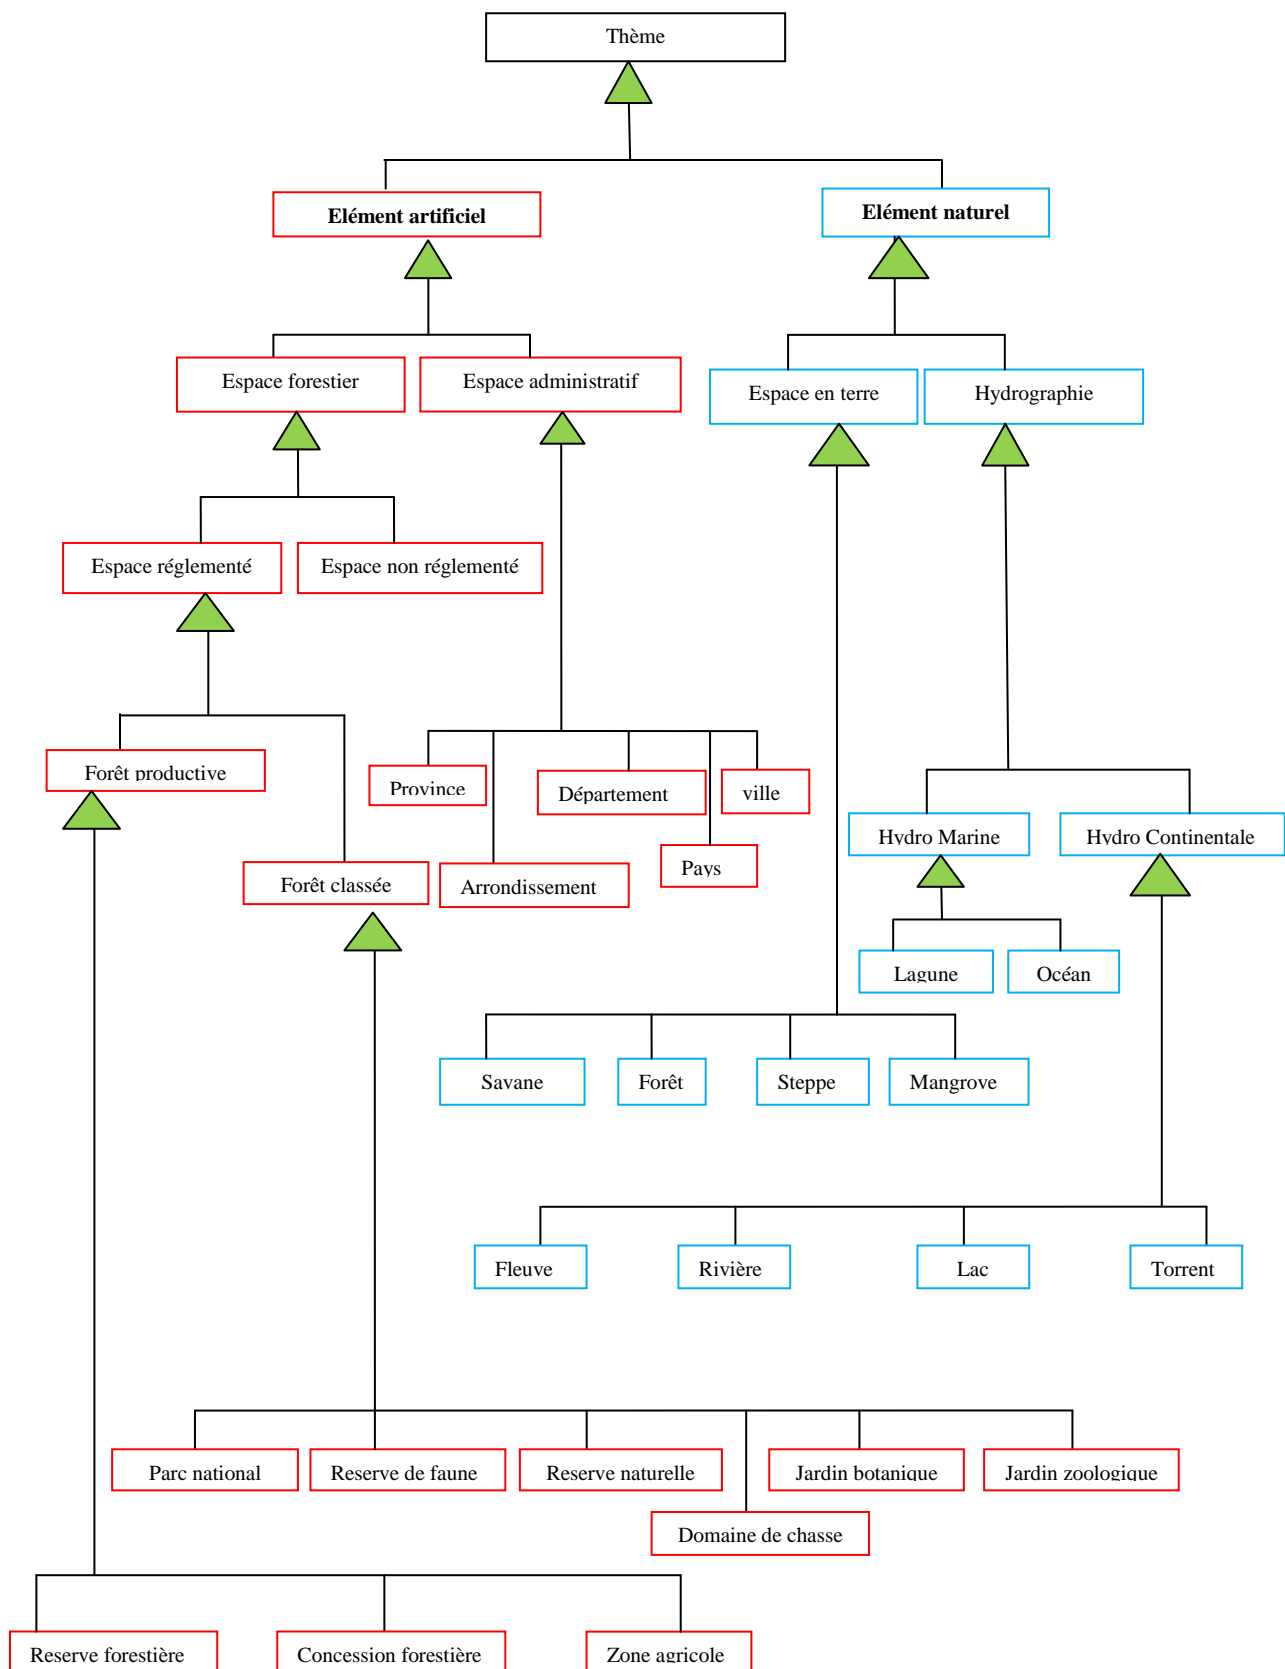 Thème
Elément artificiel
Elément naturel
Espace forestier
Espace administratif
Espace en terre
Hydrographie
Espace réglementé
Espace non réglementé
Forêt productive
Province
Département
ville
Hydro Marine
Hydro Continentale
Forêt classée
Arrondissement
Pays
Lagune
Océan
Savane
Forêt
Steppe
Mangrove
Fleuve
Rivière
Lac
Torrent
Parc national
Reserve de faune
Reserve naturelle
Jardin botanique
Jardin zoologique
Domaine de chasse
Reserve forestière
Concession forestière
Zone agricole